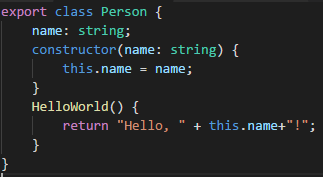 export class Person {
    name: string;
    constructor(name: string) {
        this.name = name;
    }
    HelloWorld() {
        return "Hello, " + this.name+"!";
    }
}